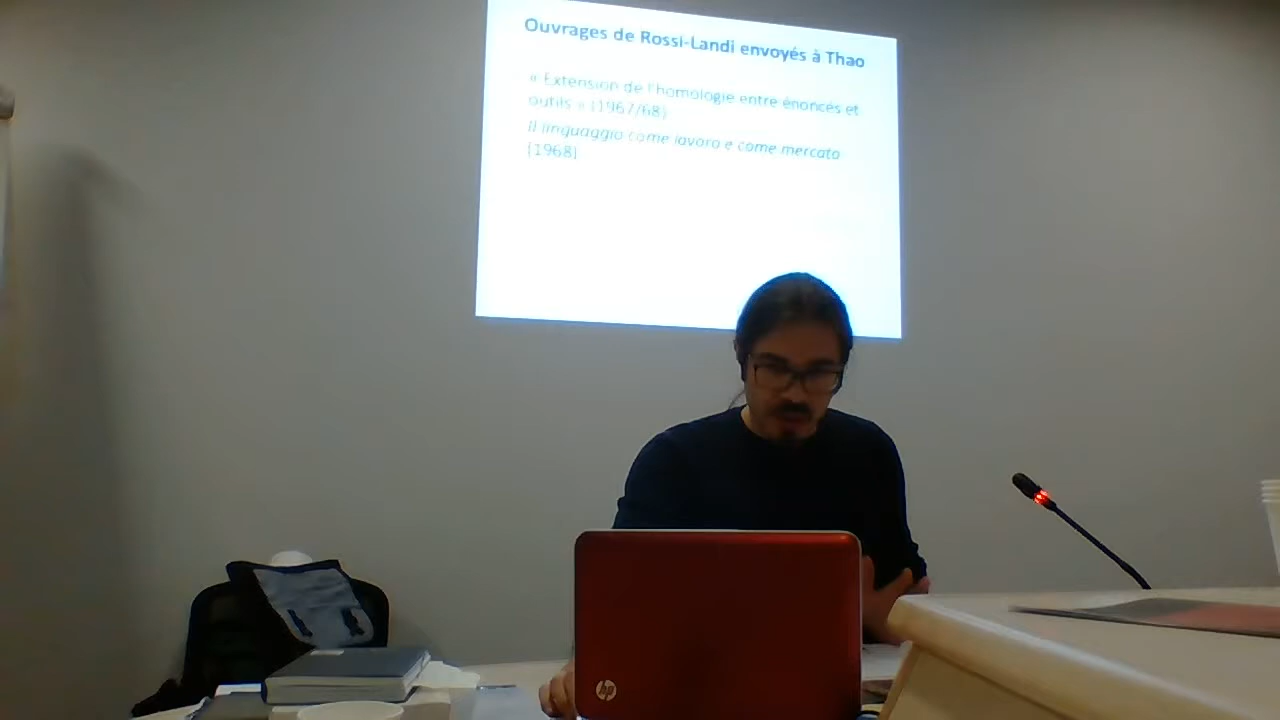 Ouvrages de Rossi-Landi envoyés à Thao
« Extension de l'homologie entre énoncés et
outils » (1967/68)
Il linguaggio come lavoro e come mercato
(1968)
hp